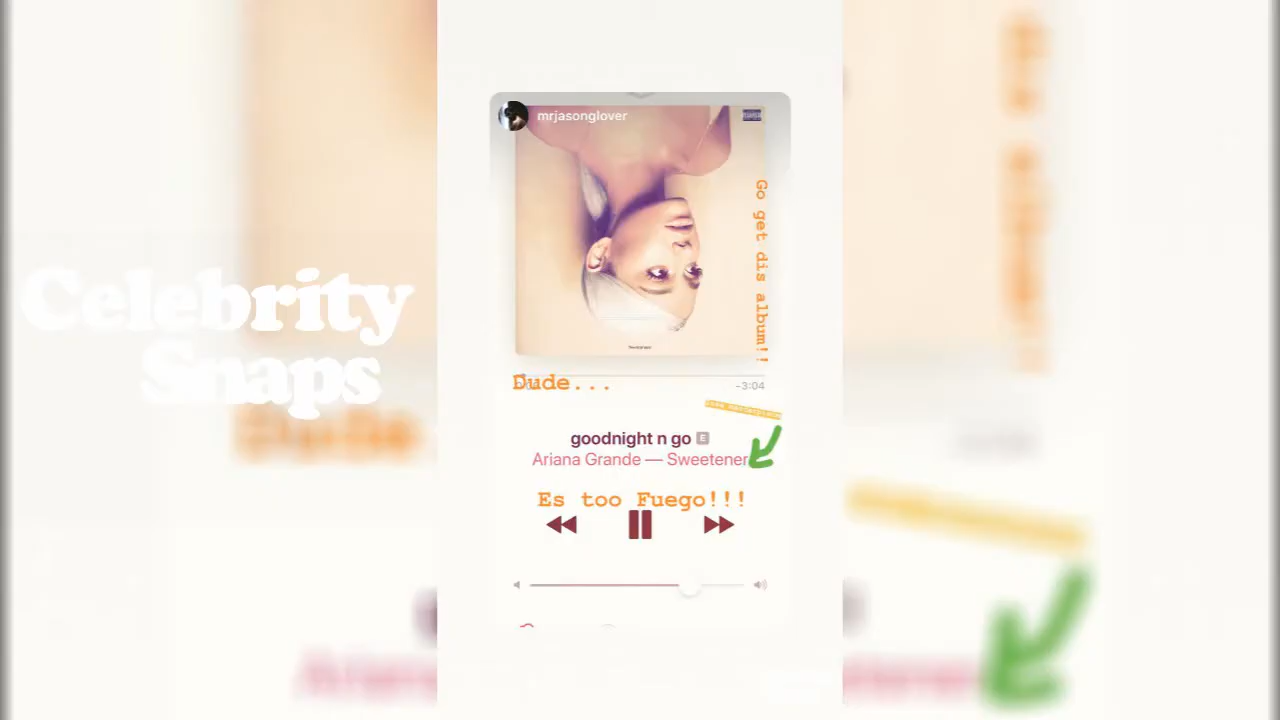 mrjasonglover
Go get dis album!!
Dude...
-3:04
goodnight n go E
Ariana Grande — Sweetener
Es too Fuego!!!
Celebrity
Snaps